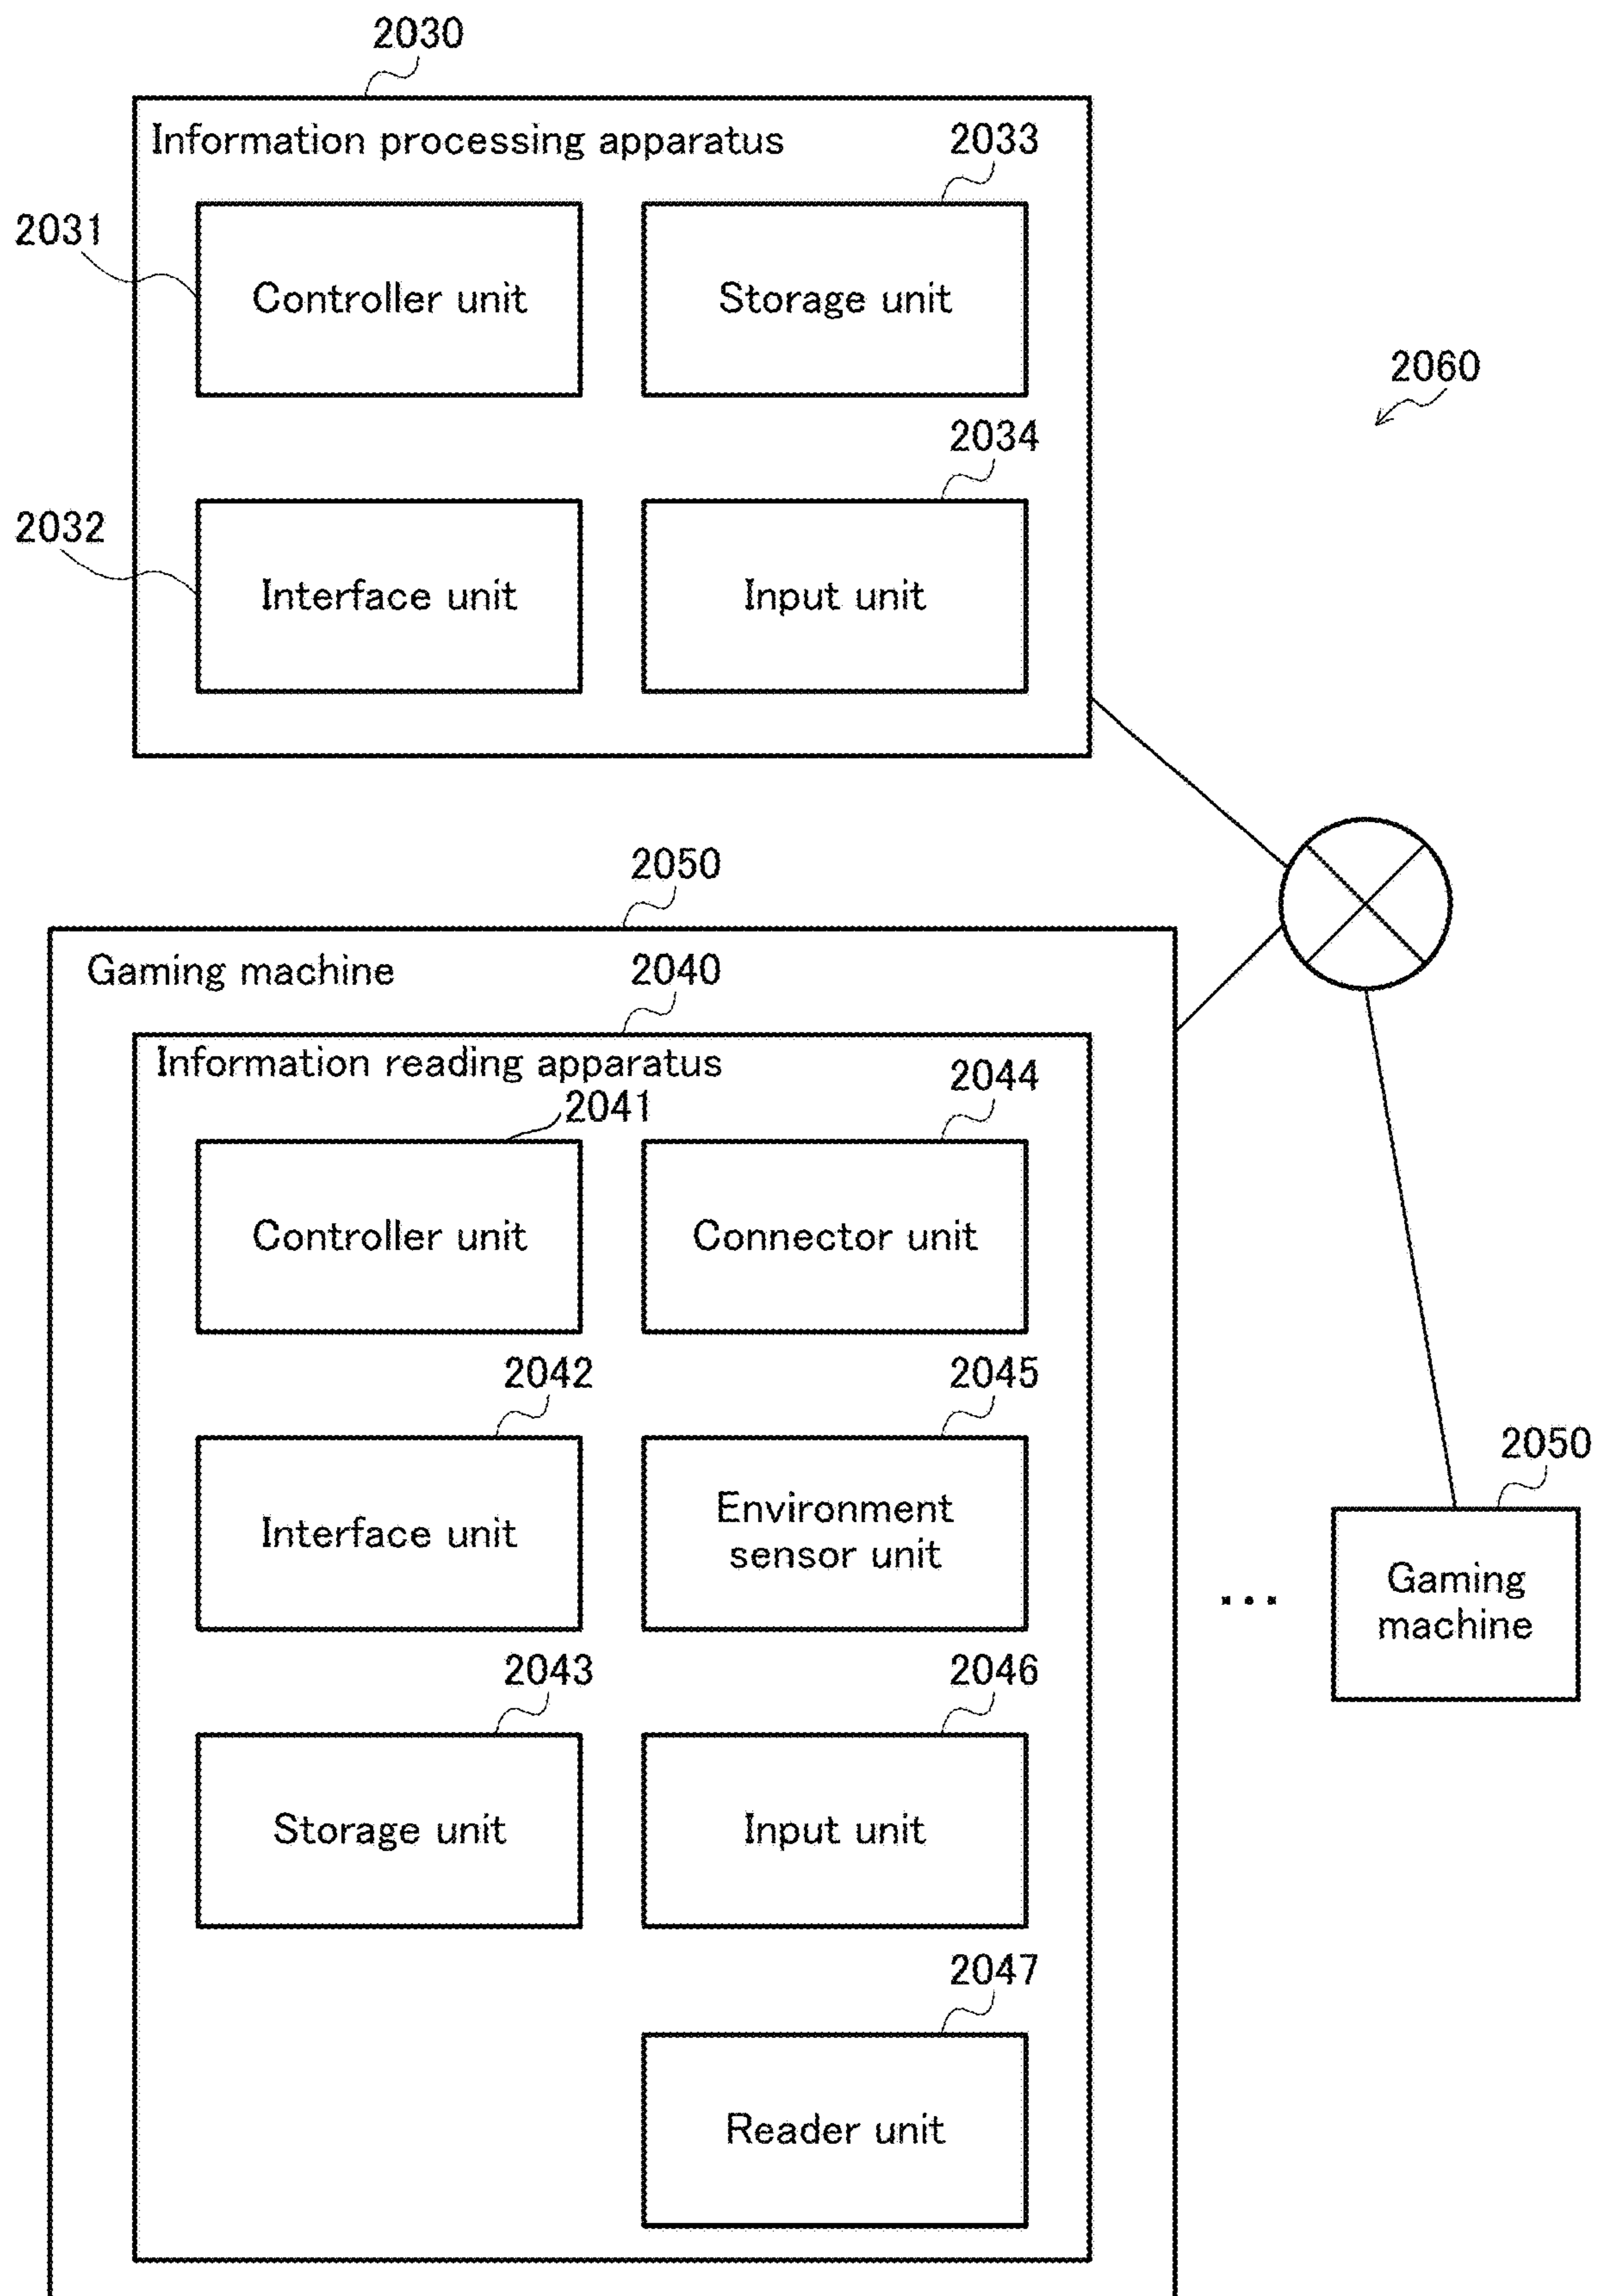 2030
Information processing apparatus
2033
2031
Controller unit
Storage unit
2060
2034
2032
Interface unit
Input unit
2050
Gaming machine
2040
Information reading apparatus
2044
2041
Controller unit
Connector unit
2042
2045
2050
Interface unit
Environment
sensor unit
...
Gaming
machine
2043
2046
Storage unit
Input unit
2047
Reader unit